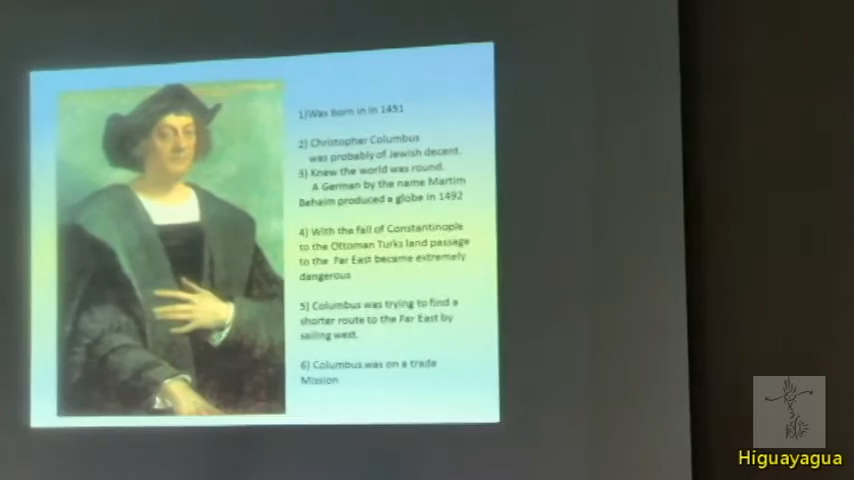 1)Was Born in in 1451
2) Christopher Columbus
was probably of Jewish decent.
3) Knew the world was round.
A German by the name Martim
Behaim produced a globe in 1492
4) With the fall of Constantinople
to the Ottoman Turks land passage
to the Far East became extremely
dangerous
5) Columbus was trying to find a
shorter route to the Far East by
sailing west.
6) Columbus was on a trade
Mission
Higuayagua